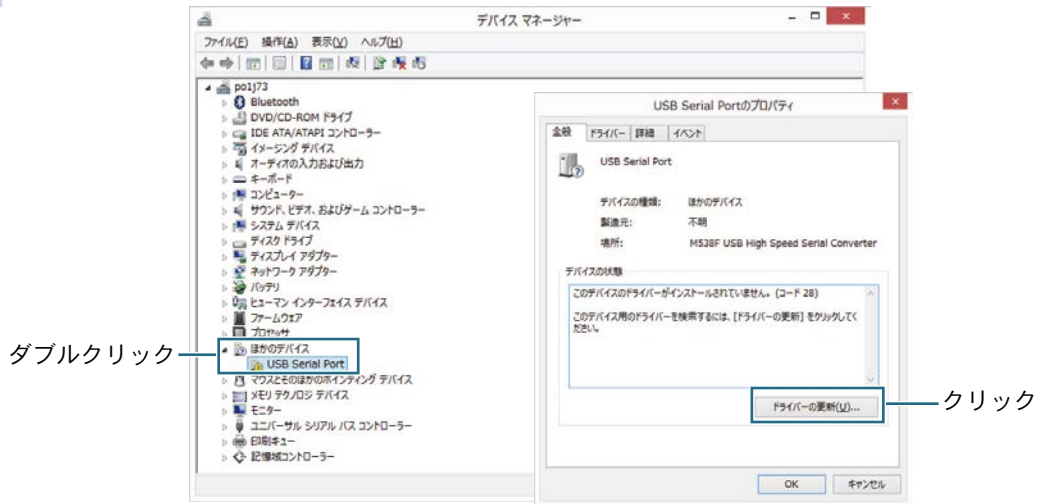 デバイス マネージャー
ファイル(F) 操作(A) 表示(V) ヘルプ(H)
po1j73
Bluetooth
DVD/CD-ROM ドライブ
IDE ATA/ATAPI コントローラー
イメージング デバイス
オーディオの入力および出力
キーボード
コンピューター
サウンド、ビデオ、およびゲーム コントローラー
システム デバイス
ディスク ドライブ
ディスプレイ アダプター
ネットワーク アダプター
バッテリ
ヒューマン インターフェイス デバイス
ファームウェア
プロセッサ
ほかのデバイス
USB Serial Port
マウスとそのほかのポインティング デバイス
メモリ テクノロジ デバイス
モニター
ユニバーサル シリアル バス コントローラー
印刷キュー
記憶域コントローラー
ダブルクリック
USB Serial Portのプロパティ
全般 ドライバー 詳細 イベント
USB Serial Port
デバイスの種類: ほかのデバイス
製造元: 不明
場所: M538F USB High Speed Serial Converter
デバイスの状態
このデバイスのドライバーがインストールされていません。(コード 28)
このデバイス用のドライバーを検索するには、[ドライバーの更新] をクリックしてく
ださい。
ドライバーの更新(U)...
クリック
OK キャンセル